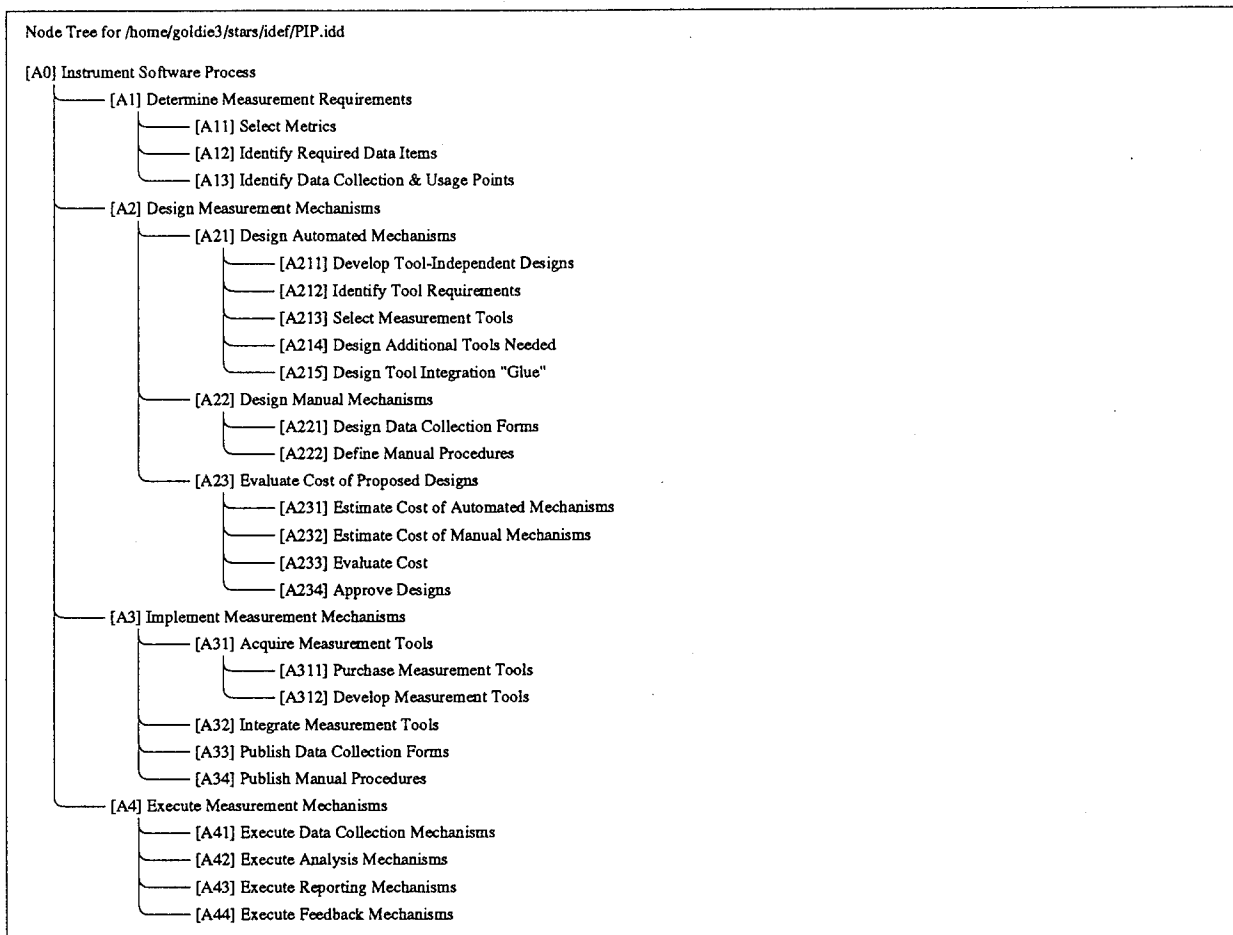 Node Tree for /home/goldie3/stars/idef/PIP.idd
[A0] Instrument Software Process
[A1] Determine Measurement Requirements
[A11] Select Metrics
[A12] Identify Required Data Items
[A13] Identify Data Collection & Usage Points
[A2] Design Measurement Mechanisms
[A21] Design Automated Mechanisms
[A211] Develop Tool-Independent Designs
[A212] Identify Tool Requirements
[A213] Select Measurement Tools
[A214] Design Additional Tools Needed
[A215] Design Tool Integration "Glue"
[A22] Design Manual Mechanisms
[A221] Design Data Collection Forms
[A222] Define Manual Procedures
[A23] Evaluate Cost of Proposed Designs
[A231] Estimate Cost of Automated Mechanisms
[A232] Estimate Cost of Manual Mechanisms
[A233] Evaluate Cost
[A234] Approve Designs
[A3] Implement Measurement Mechanisms
[A31] Acquire Measurement Tools
[A311] Purchase Measurement Tools
[A312] Develop Measurement Tools
[A32] Integrate Measurement Tools
[A33] Publish Data Collection Forms
[A34] Publish Manual Procedures
[A4] Execute Measurement Mechanisms
[A41] Execute Data Collection Mechanisms
[A42] Execute Analysis Mechanisms
[A43] Execute Reporting Mechanisms
[A44] Execute Feedback Mechanisms